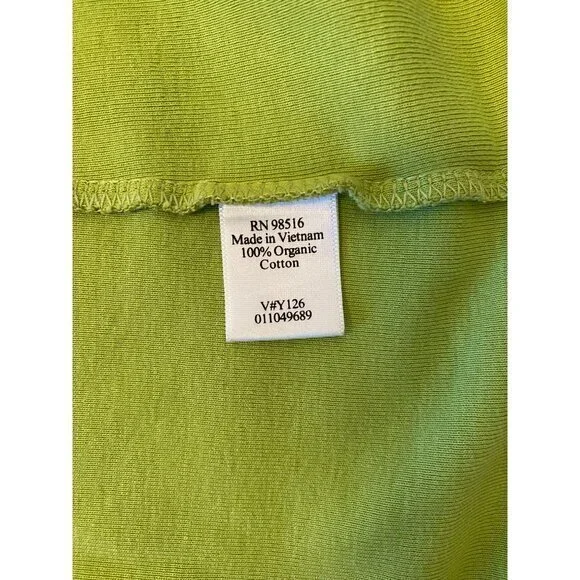 RN 98516
Made in Vietnam
100% Organic
Cotton
V#Y126
011049689